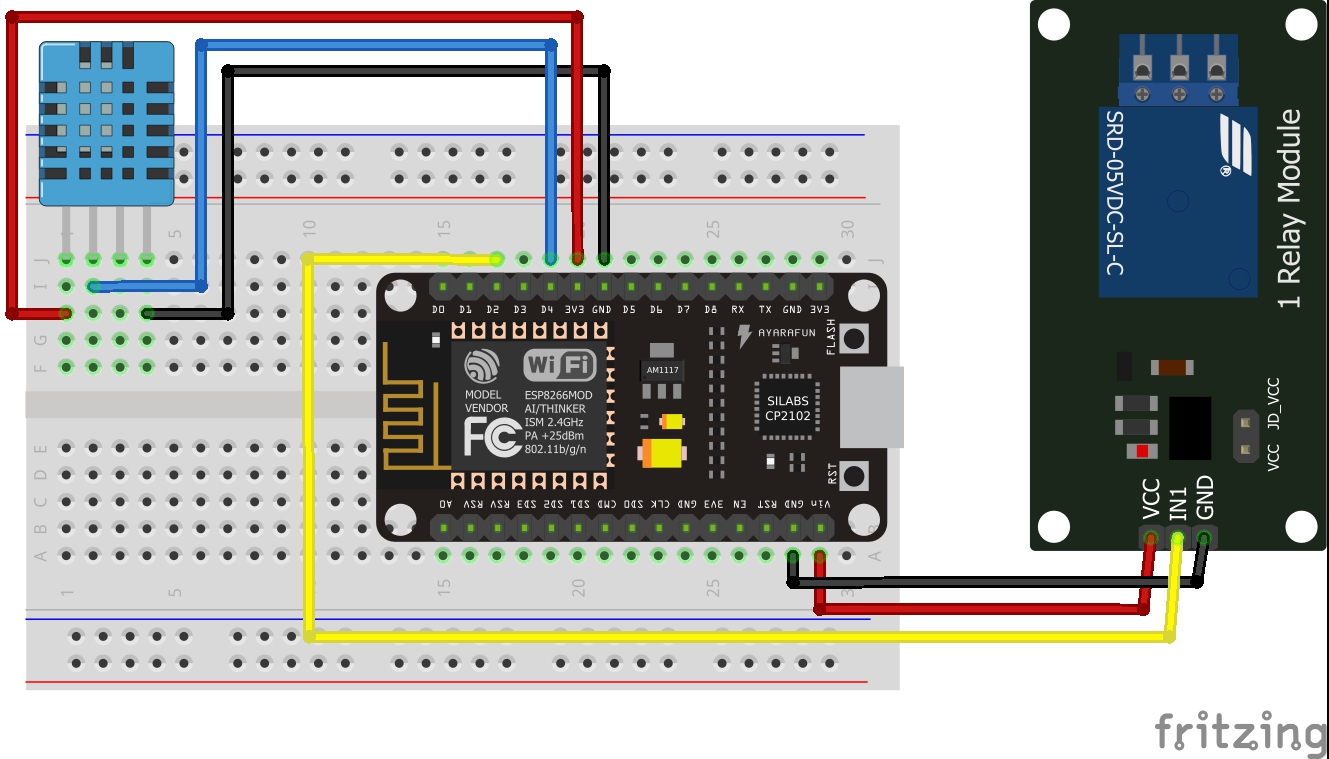 5 10 15 20 25 30
J
I
G
F
E
D
C
B
A
J
A
1 5 15 20 25
D0 D1 D2 D3 D4 3V3 GND D5 D6 D7 D8 RX TX GND 3V3
AYARAFUN
FLASH
WiFi
MODEL
VENDOR
FC
ESP8266MOD
AI/THINKER
ISM 2.4GHz
PA +25dBm
802.11b/g/n
AM1117
SILABS
CP2102
RST
A0 RSV RSV SD3 SD2 SD1 CMD SD0 CLK GND 3V3 EN RST GND Vin
SRD-05VDC-SL-C
®
1 Relay Module
JD_VCC
VCC
VCC
IN1
GND
fritzing